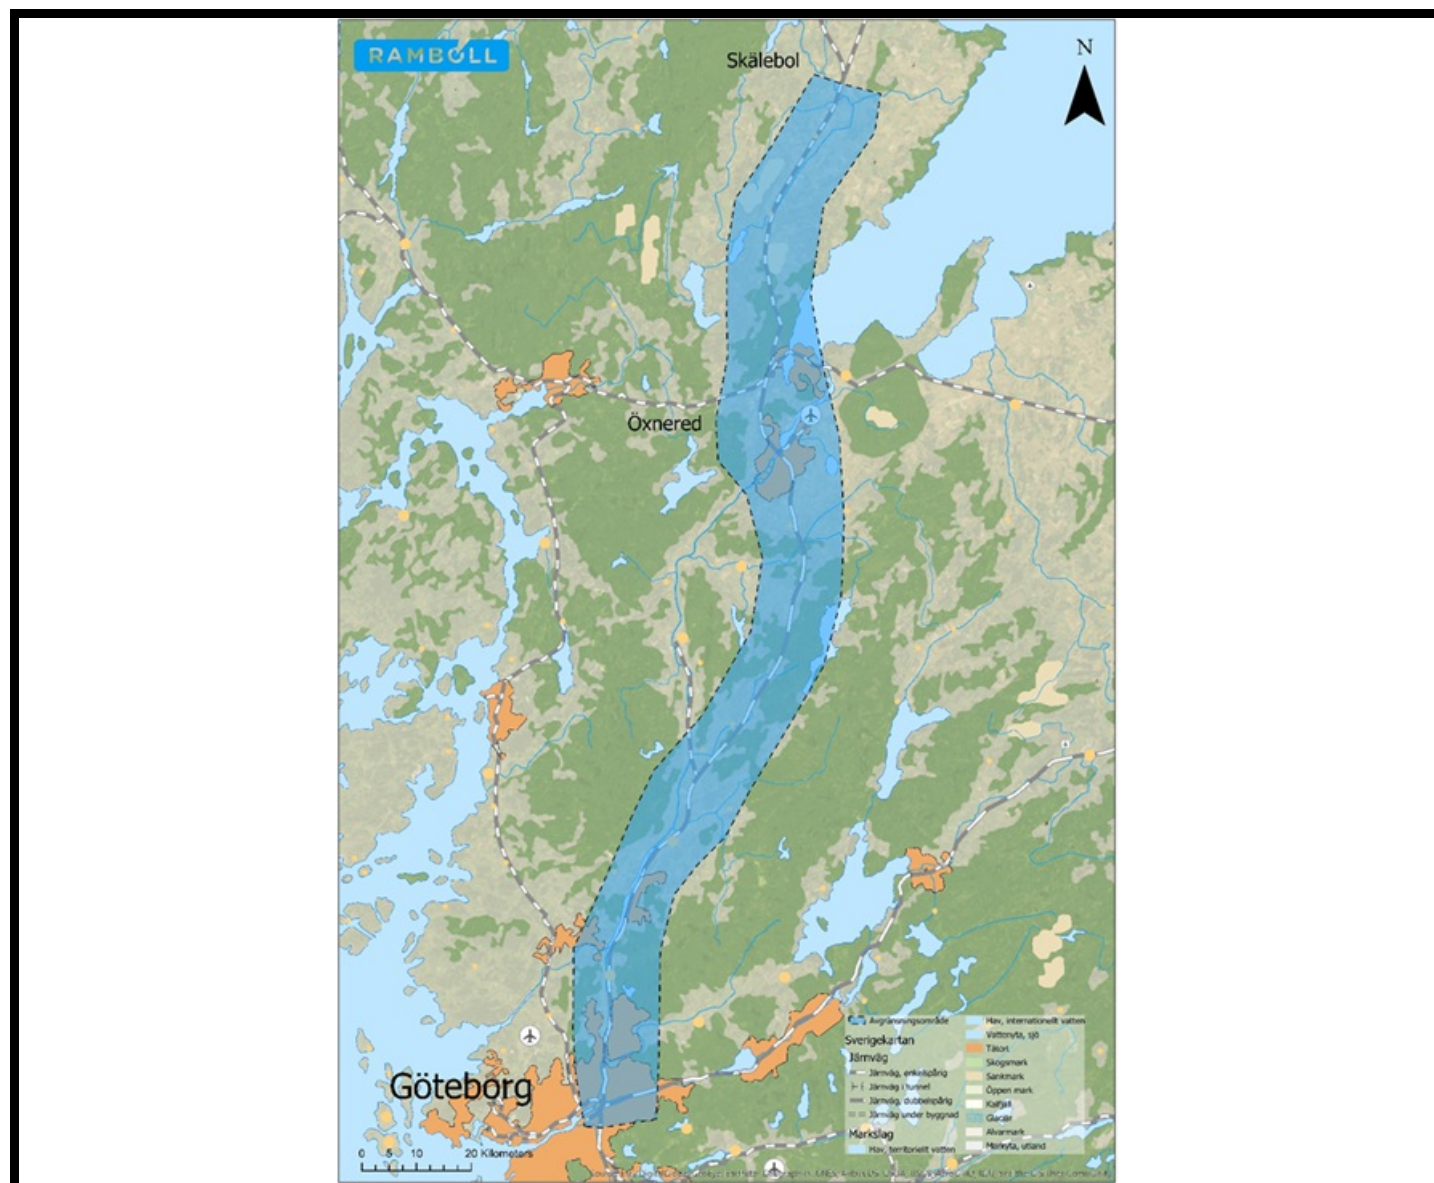 RAMBOLL
Skälebol
N
Öxnered
Göteborg
0 5 10 20 Kilometers
Avgränsningsområde
Sverigekartan
Järnväg
Järnväg, enkelspårig
Järnväg i tunnel
Järnväg, dubbelspårig
Järnväg under byggnad
Markslag
Hav, territoriellt vatten
Hav, internationellt vatten
Vattenyta, sjö
Tätort
Skogsmark
Sankmark
Öppen mark
Kalfjäll
Glaciär
Alvarmark
Markyta, utland